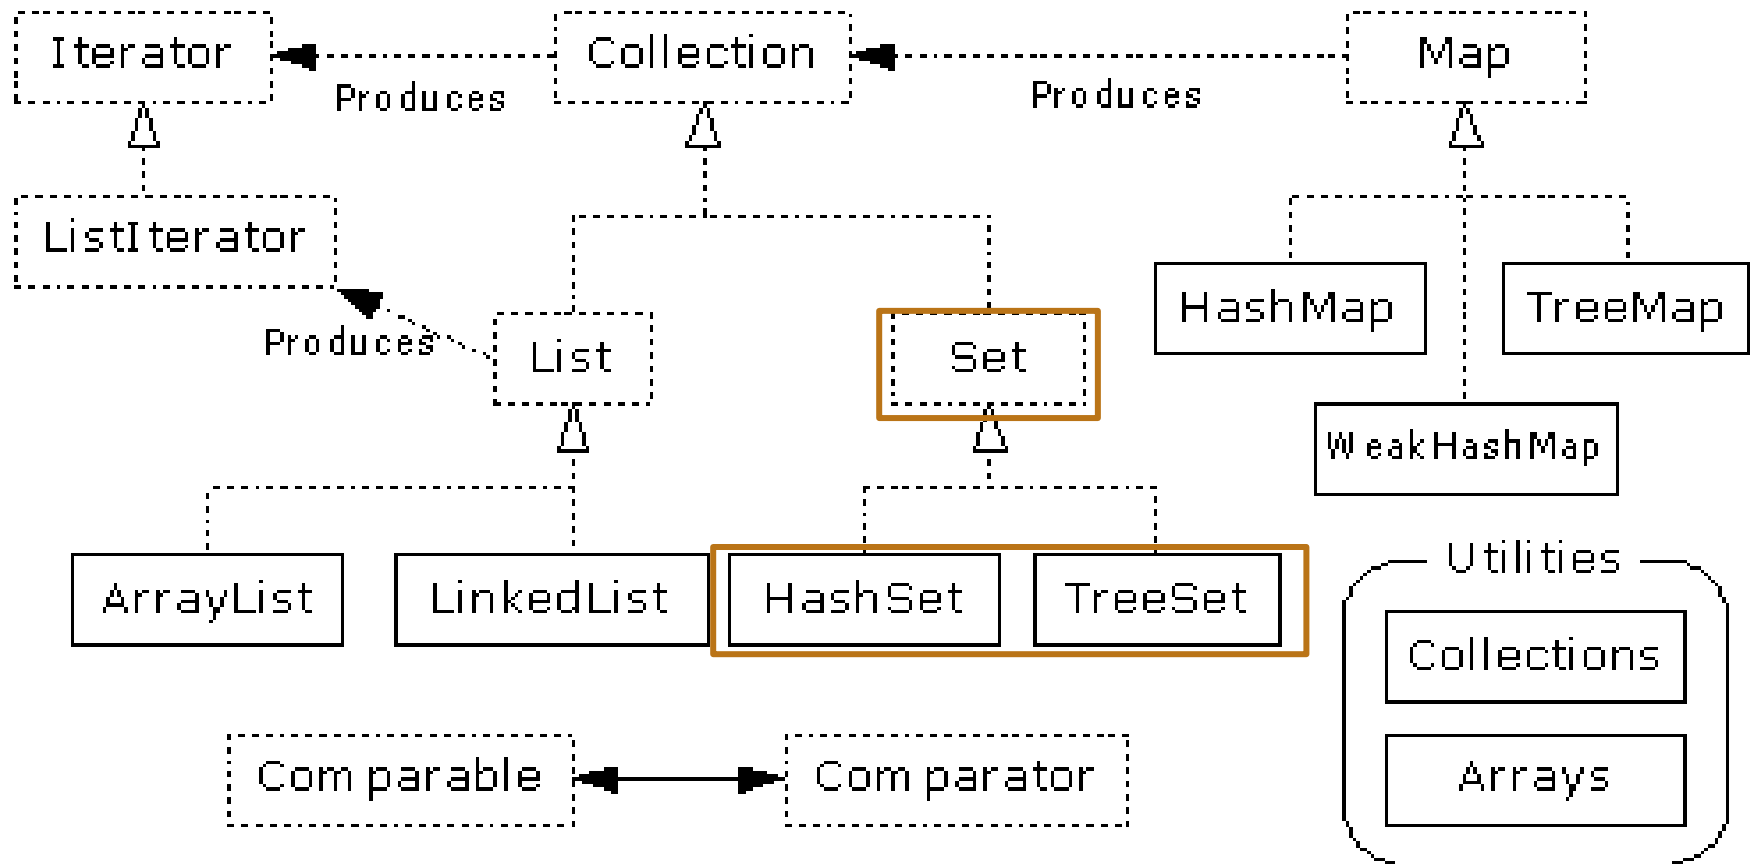 Iterator
Collection
Map
Produces
Produces
ListIterator
HashMap
TreeMap
Produces
List
Set
WeakHashMap
ArrayList
LinkedList
HashSet
TreeSet
Utilities
Collections
Arrays
Comparable
Comparator